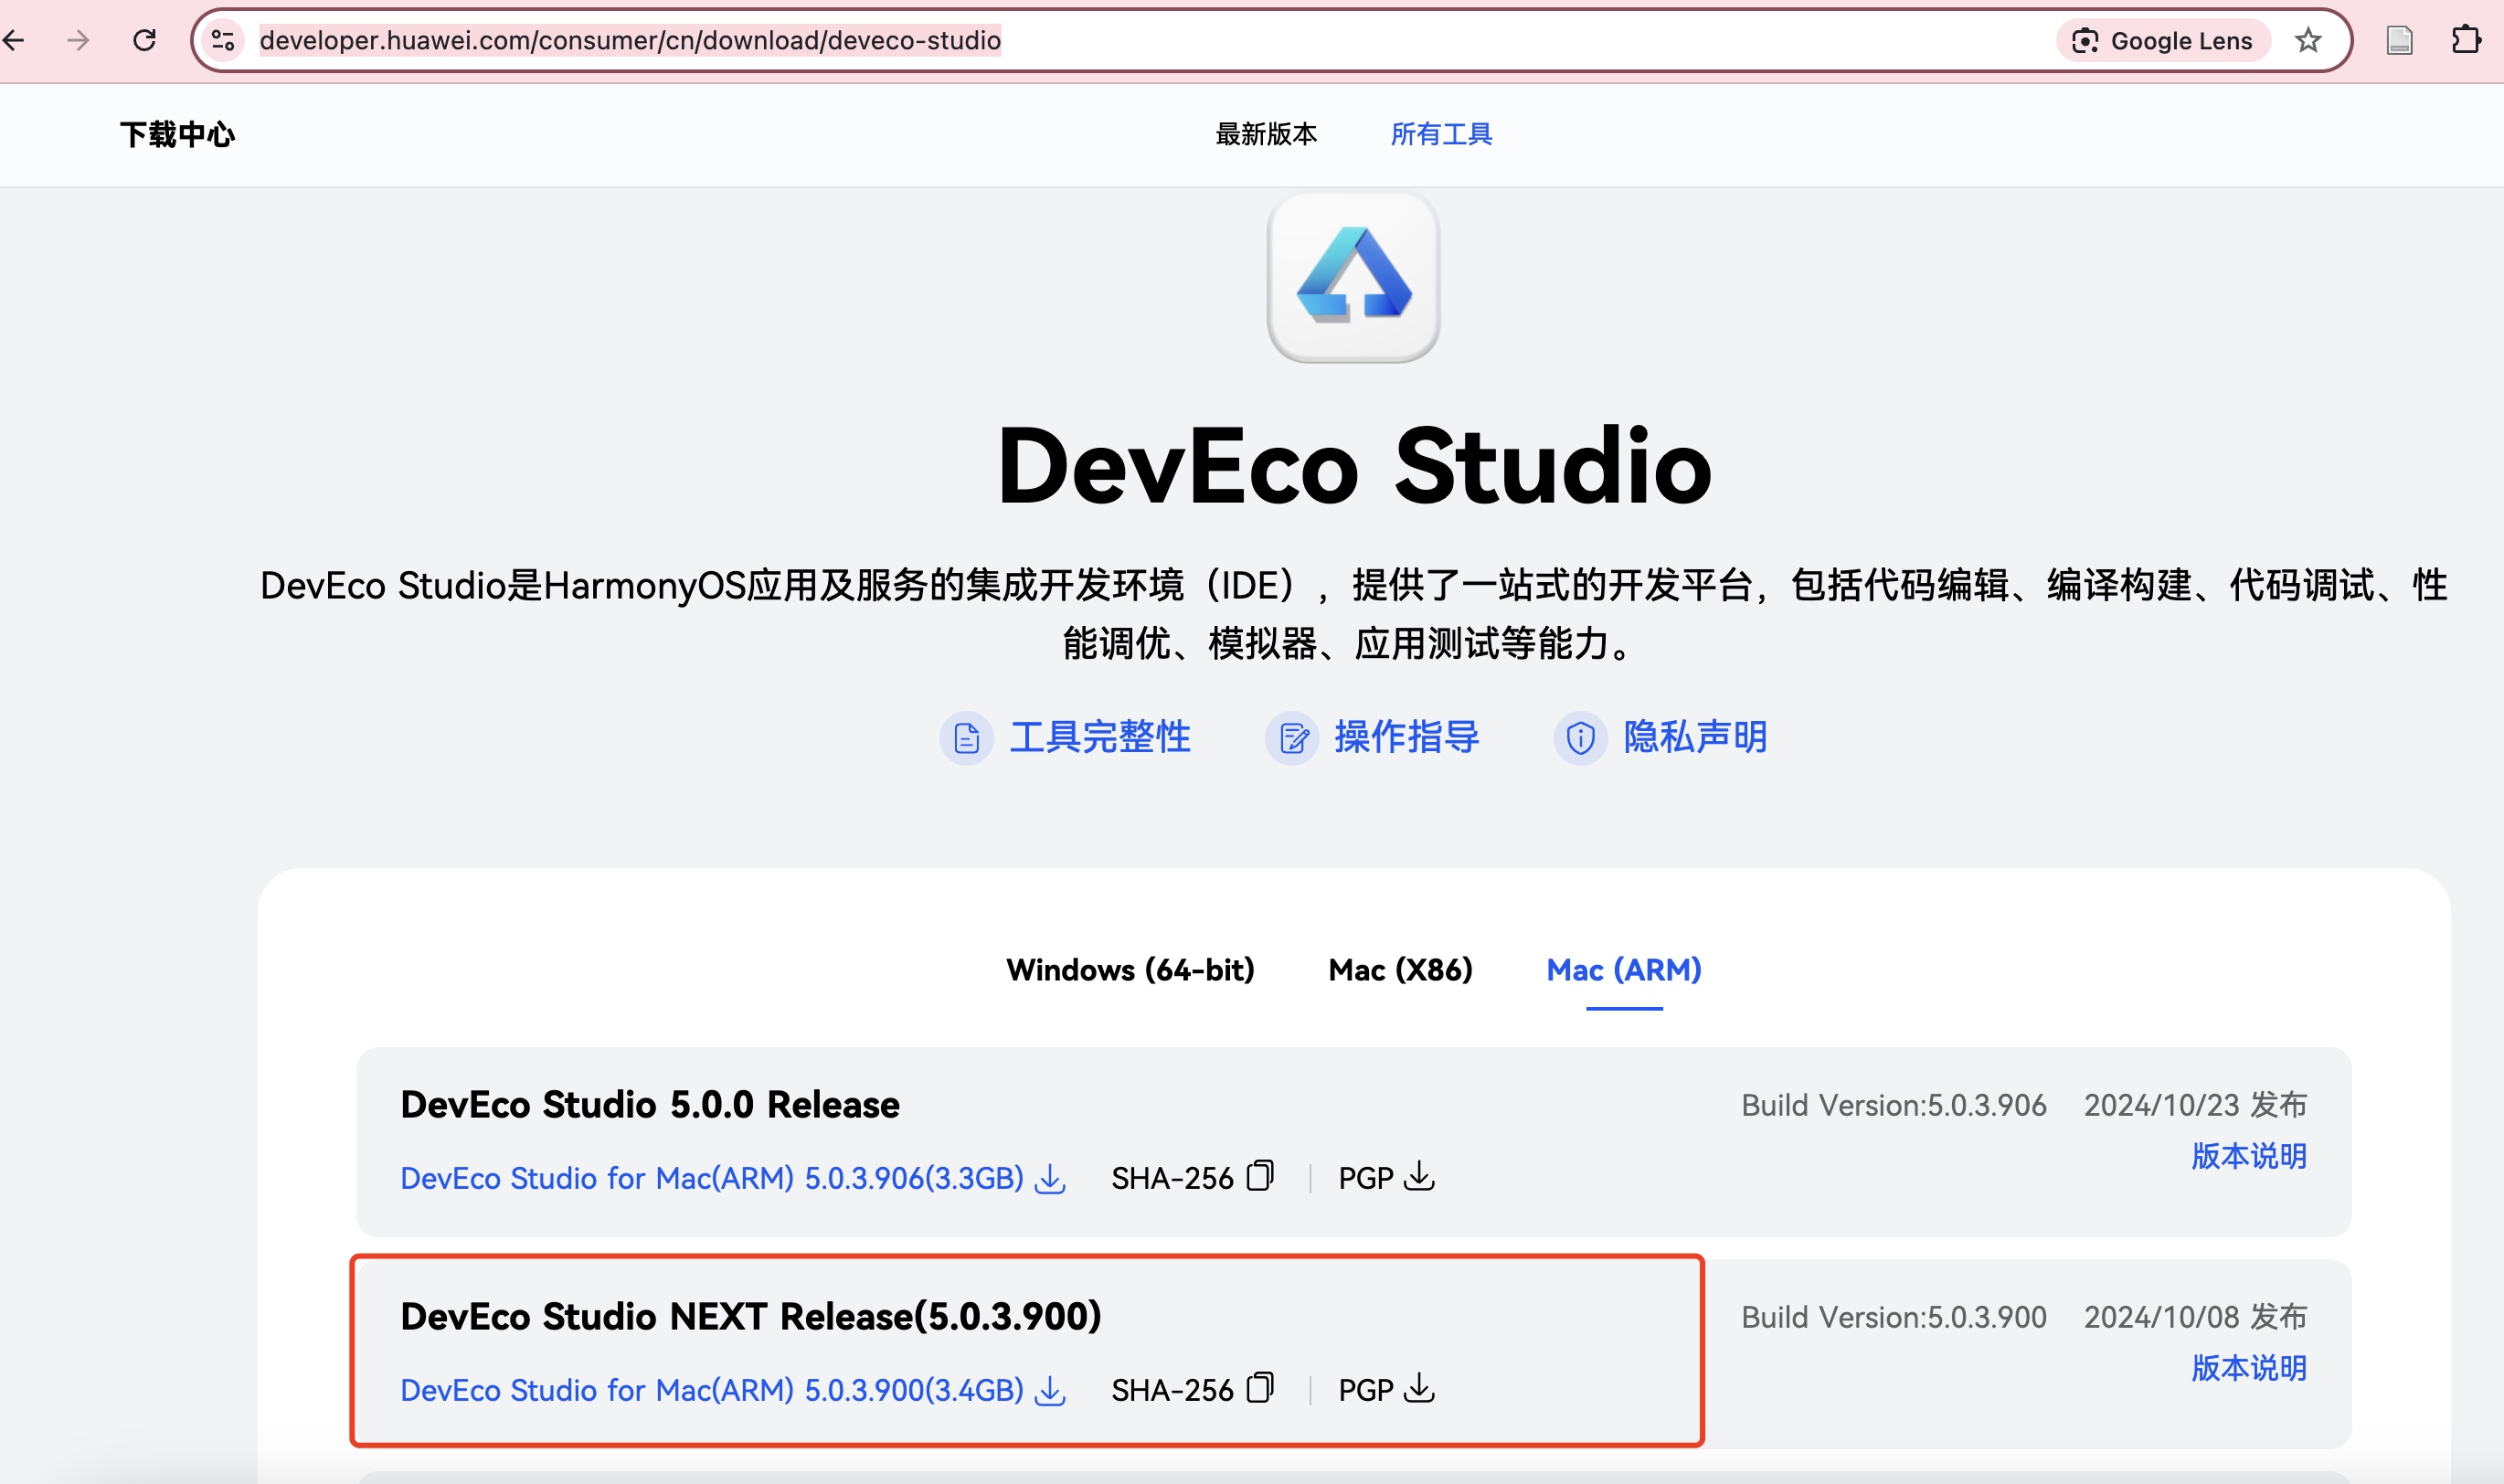 developer.huawei.com/consumer/cn/download/deveco-studio
Google Lens
下载中心
最新版本
所有工具
DevEco Studio
DevEco Studio是HarmonyOS应用及服务的集成开发环境（IDE），提供了一站式的开发平台，包括代码编辑、编译构建、代码调试、性
能调优、模拟器、应用测试等能力。
工具完整性
操作指导
隐私声明
Windows (64-bit)
Mac (X86)
Mac (ARM)
DevEco Studio 5.0.0 Release
Build Version:5.0.3.906
2024/10/23 发布
版本说明
DevEco Studio for Mac(ARM) 5.0.3.906(3.3GB)
SHA-256
PGP
DevEco Studio NEXT Release(5.0.3.900)
Build Version:5.0.3.900
2024/10/08 发布
版本说明
DevEco Studio for Mac(ARM) 5.0.3.900(3.4GB)
SHA-256
PGP